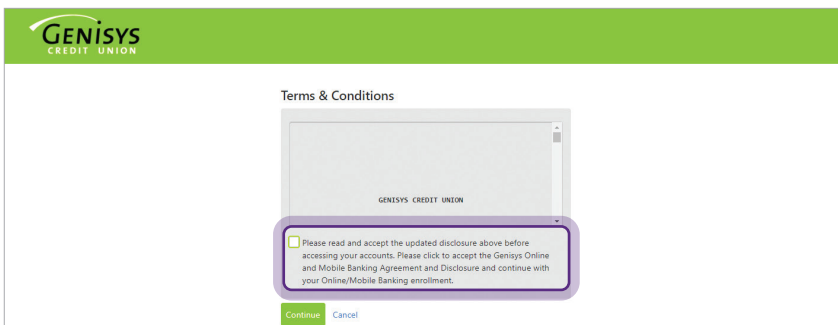 GENiSYS
CREDIT UNION
Terms & Conditions
GENISYS CREDIT UNION
Please read and accept the updated disclosure above before
accessing your accounts. Please click to accept the Genisys Online
and Mobile Banking Agreement and Disclosure and continue with
your Online/Mobile Banking enrollment.
Continue Cancel